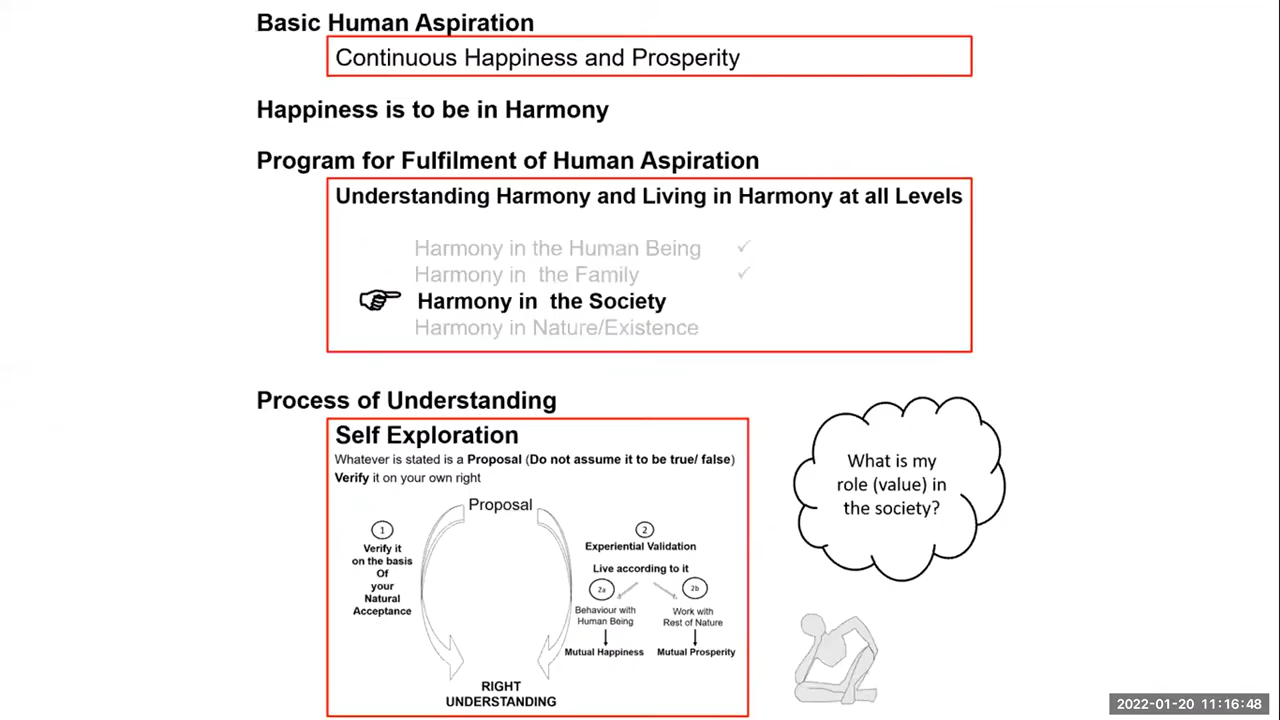 Basic Human Aspiration
Continuous Happiness and Prosperity
Happiness is to be in Harmony
Program for Fulfilment of Human Aspiration
Understanding Harmony and Living in Harmony at all Levels
Harmony in the Human Being ✓
Harmony in the Family ✓
Harmony in the Society
Harmony in Nature/Existence
Process of Understanding
Self Exploration
Whatever is stated is a Proposal (Do not assume it to be true/ false)
Verify it on your own right
Proposal
1
Verify it
on the basis
Of
your
Natural
Acceptance
2
Experiential Validation
Live according to it
2a
Behaviour with
Human Being
Mutual Happiness
2b
Work with
Rest of Nature
Mutual Prosperity
RIGHT
UNDERSTANDING
What is my
role (value) in
the society?
2022-01-20 11:16:48